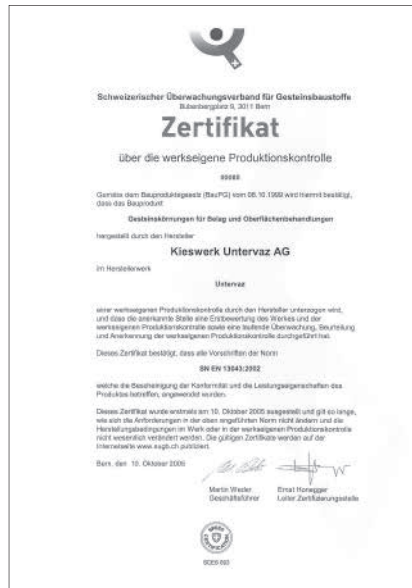 Schweizerischer Überwachungsverband für Gesteinsbaustoffe
Bubenbergplatz 9, 3011 Bern
Zertifikat
über die werkseigene Produktionskontrolle
Gemäss dem Bauproduktegesetz (BauPG) vom 08.10.1999 wird hiermit bestätigt,
dass das Bauprodukt
Gesteinskörnungen für Belag und Oberflächenbehandlungen
hergestellt durch den Hersteller
Kieswerk Untervaz AG
im Herstellerwerk
Untervaz
einer werkseigenen Produktionskontrolle durch den Hersteller unterzogen wird,
und dass die anerkannte Stelle eine Erstbewertung des Werkes und der
werkseigenen Produktionskontrolle sowie eine laufende Überwachung, Beurteilung
und Anerkennung der werkseigenen Produktionskontrolle durchgeführt hat.
Dieses Zertifikat bestätigt, dass alle Vorschriften der Norm
SN EN 13043:2002
welche die Bescheinigung der Konformität und die Leistungseigenschaften des
Produktes betreffen, angewendet wurden.
Dieses Zertifikat wurde erstmals am 10. Oktober 2005 ausgestellt und gilt so lange,
wie sich die Anforderungen in der oben angeführten Norm nicht ändern und die
Herstellungsbedingungen im Werk oder in der werkseigenen Produktionskontrolle
nicht wesentlich verändert werden. Die gültigen Zertifikate werden auf der
Internetseite www.sugb.ch publiziert.
Bern, den 10. Oktober 2005
Martin Weder Ernst Honegger
Geschäftsführer Leiter Zertifizierungsstelle